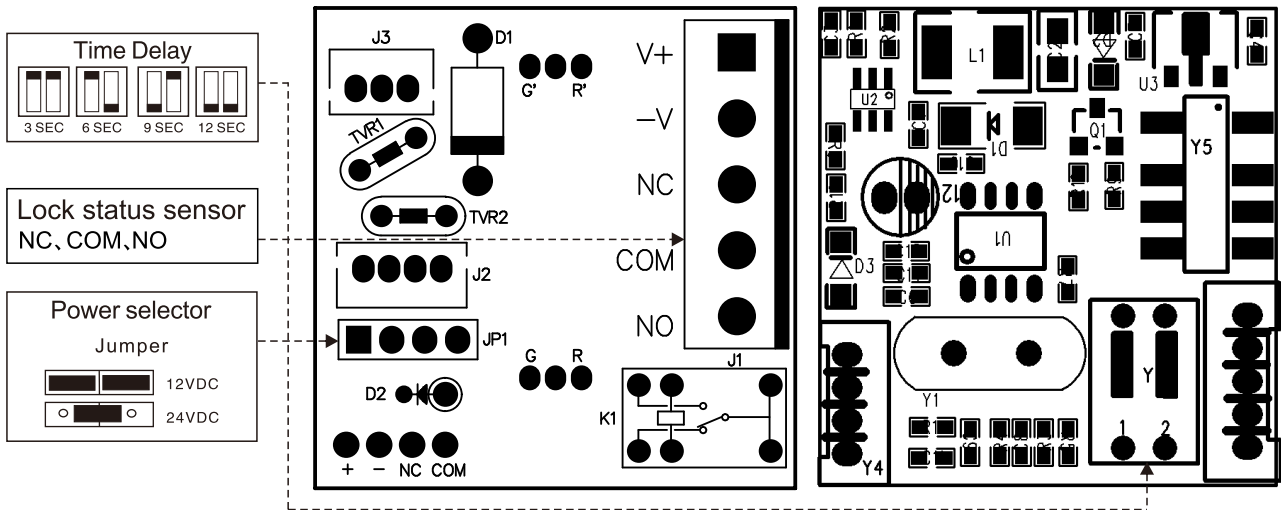 Time Delay
3 SEC 6 SEC 9 SEC 12 SEC
Lock status sensor
NC、COM、NO
Power selector
Jumper
12VDC
24VDC
J3
D1
G' R'
TVR1
TVR2
J2
JP1
G R
D2
+ - NC COM
V+
-V
NC
COM
NO
J1
K1
L1
C2
U3
U2
Q1
D1
Y5
12
U1
D3
Y1
Y
1 2
Y4